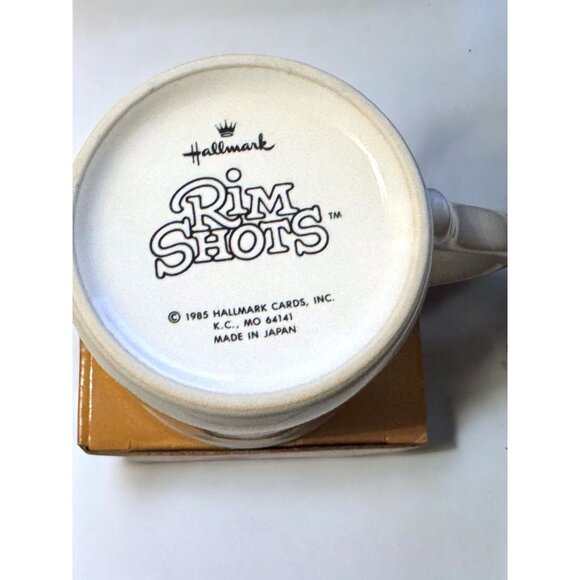 Hallmark
RIM
SHOTS™
© 1985 HALLMARK CARDS, INC.
K.C., MO 64141
MADE IN JAPAN